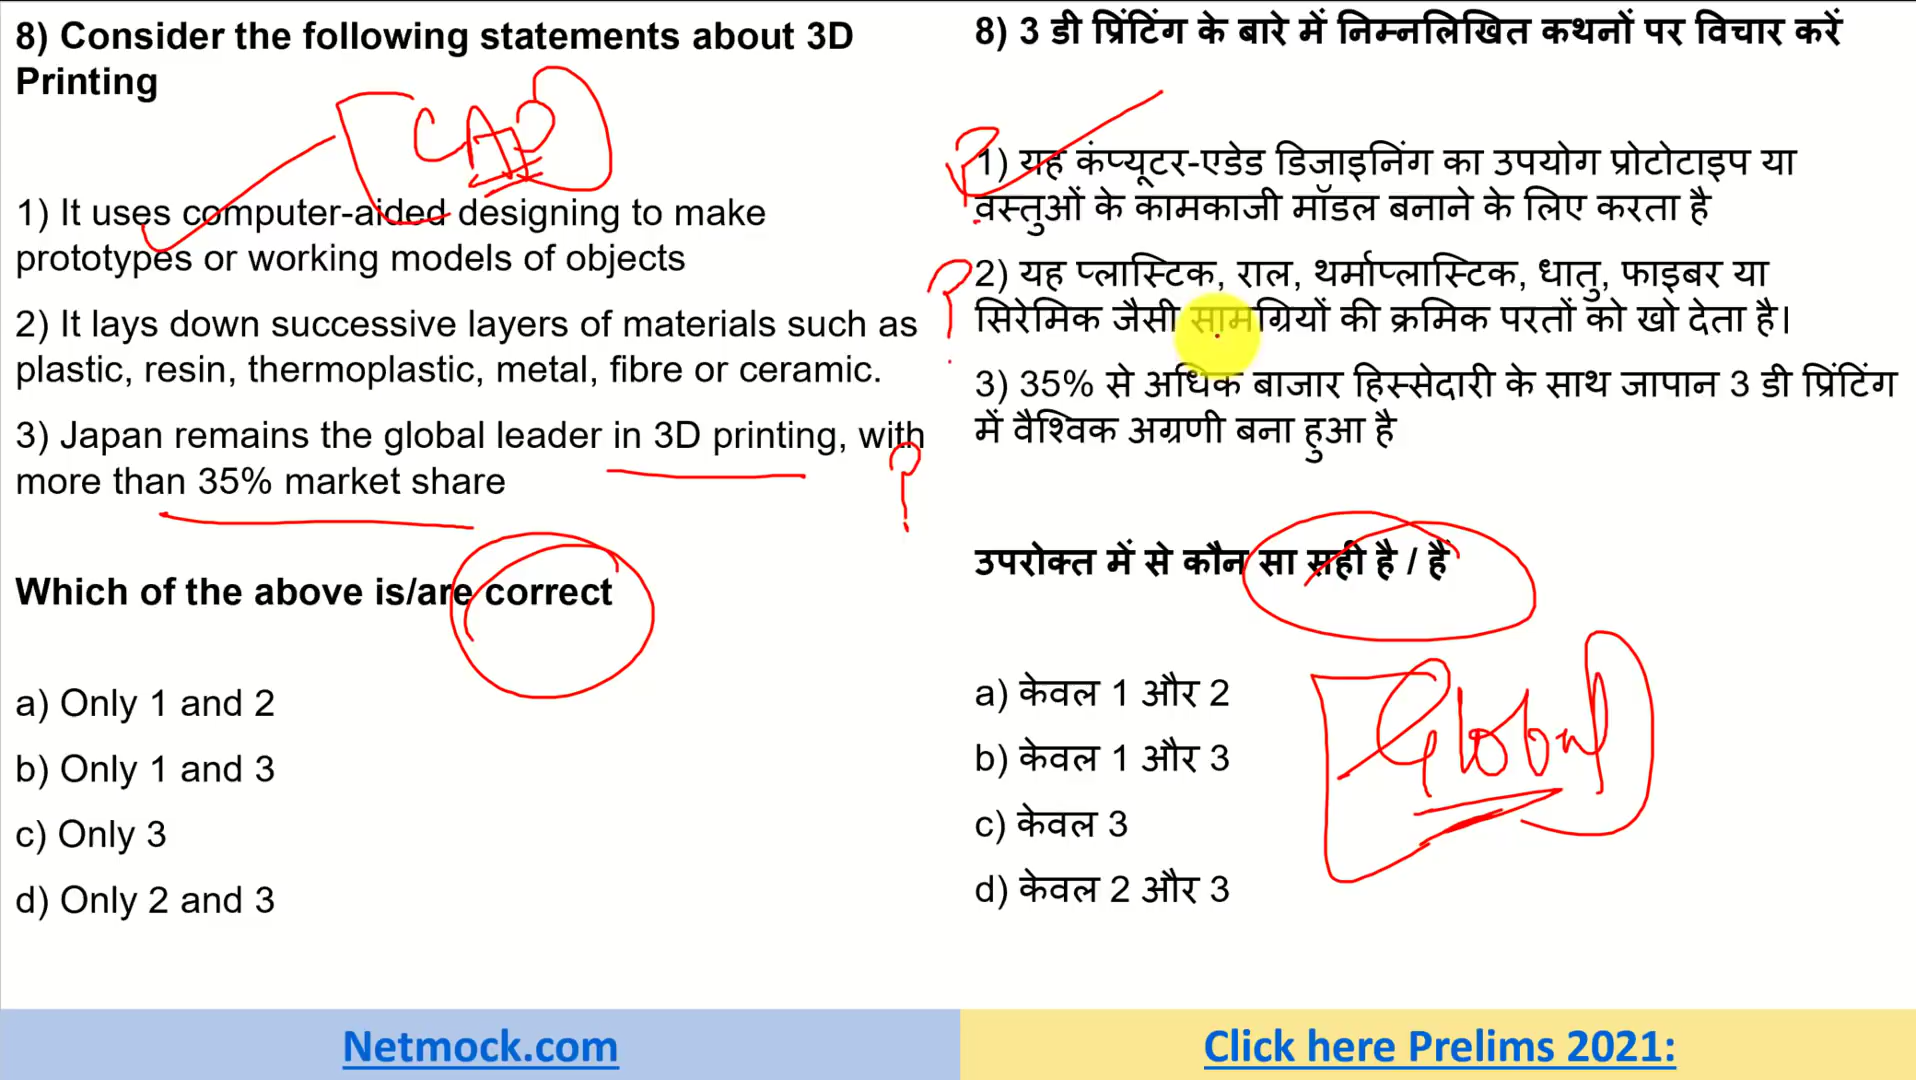 8) Consider the following statements about 3D
Printing
CAD
1) It uses computer-aided designing to make
prototypes or working models of objects
2) It lays down successive layers of materials such as
plastic, resin, thermoplastic, metal, fibre or ceramic.
3) Japan remains the global leader in 3D printing, with
more than 35% market share
?
Which of the above is/are correct
a) Only 1 and 2
b) Only 1 and 3
c) Only 3
d) Only 2 and 3
8) 3 डी प्रिंटिंग के बारे में निम्नलिखित कथनों पर विचार करें
?
1) यह कंप्यूटर-एडेड डिजाइनिंग का उपयोग प्रोटोटाइप या
वस्तुओं के कामकाजी मॉडल बनाने के लिए करता है
?
2) यह प्लास्टिक, राल, थर्माप्लास्टिक, धातु, फाइबर या
सिरेमिक जैसी सामग्रियों की क्रमिक परतों को खो देता है।
3) 35% से अधिक बाजार हिस्सेदारी के साथ जापान 3 डी प्रिंटिंग
में वैश्विक अग्रणी बना हुआ है
उपरोक्त में से कौन सा सही है / हैं
a) केवल 1 और 2
b) केवल 1 और 3
c) केवल 3
d) केवल 2 और 3
Global
Netmock.com
Click here Prelims 2021: